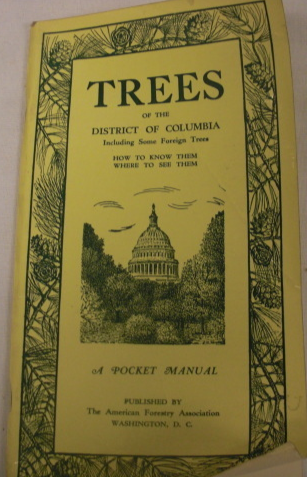 TREES
OF THE
DISTRICT OF COLUMBIA
Including Some Foreign Trees
HOW TO KNOW THEM
WHERE TO SEE THEM
A POCKET MANUAL
PUBLISHED BY
The American Forestry Association
WASHINGTON, D. C.